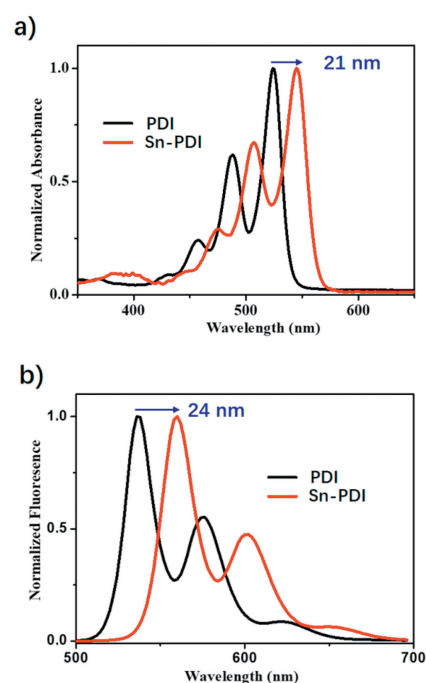 a)
21 nm
1.0
PDI
Sn-PDI
Normalized Absorbance
0.5
0.0
400
500
600
Wavelength (nm)
b)
24 nm
1.0
PDI
Sn-PDI
Normalized Fluoresence
0.5
0.0
500
600
700
Wavelength (nm)